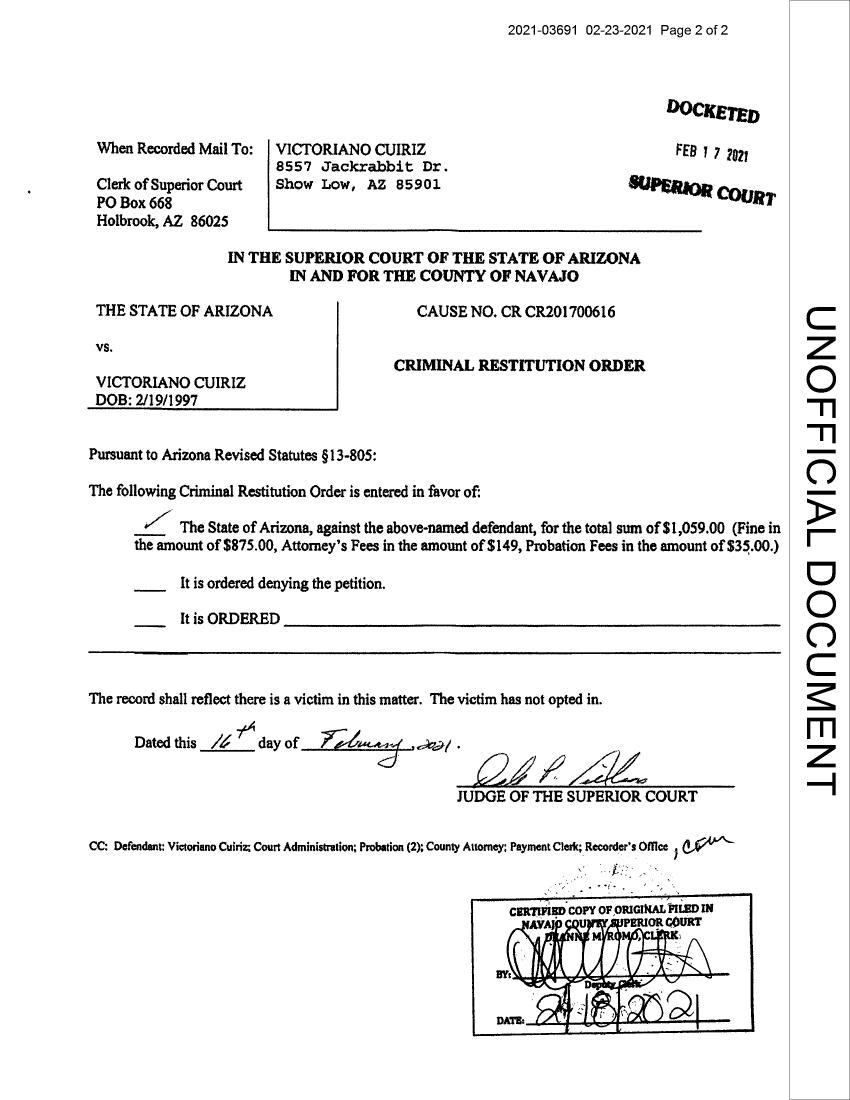 2021-03691 02-23-2021 Page 2 of 2
DOCKETED
FEB 17 2021
SUPERIOR COURT
When Recorded Mail To:
Clerk of Superior Court
PO Box 668
Holbrook, AZ 86025
VICTORIANO CUIRIZ
8557 Jackrabbit Dr.
Show Low, AZ 85901
IN THE SUPERIOR COURT OF THE STATE OF ARIZONA
IN AND FOR THE COUNTY OF NAVAJO
THE STATE OF ARIZONA
vs.
VICTORIANO CUIRIZ
DOB: 2/19/1997
CAUSE NO. CR CR201700616
CRIMINAL RESTITUTION ORDER
Pursuant to Arizona Revised Statutes §13-805:
The following Criminal Restitution Order is entered in favor of:
The State of Arizona, against the above-named defendant, for the total sum of $1,059.00 (Fine in
the amount of $875.00, Attorney's Fees in the amount of $149, Probation Fees in the amount of $35.00.)
It is ordered denying the petition.
It is ORDERED
The record shall reflect there is a victim in this matter. The victim has not opted in.
Dated this 16th day of February, 2021.
JUDGE OF THE SUPERIOR COURT
CC: Defendant: Victoriano Cuiriz; Court Administration; Probation (2); County Attorney; Payment Clerk; Recorder's Office,
CERTIFIED COPY OF ORIGINAL FILED IN
NAVAJO COUNTY SUPERIOR COURT
DEANNE M. ROMO, CLERK
BY:
Deputy Clerk
DATE: 2/18/2021
UNOFFICIAL DOCUMENT